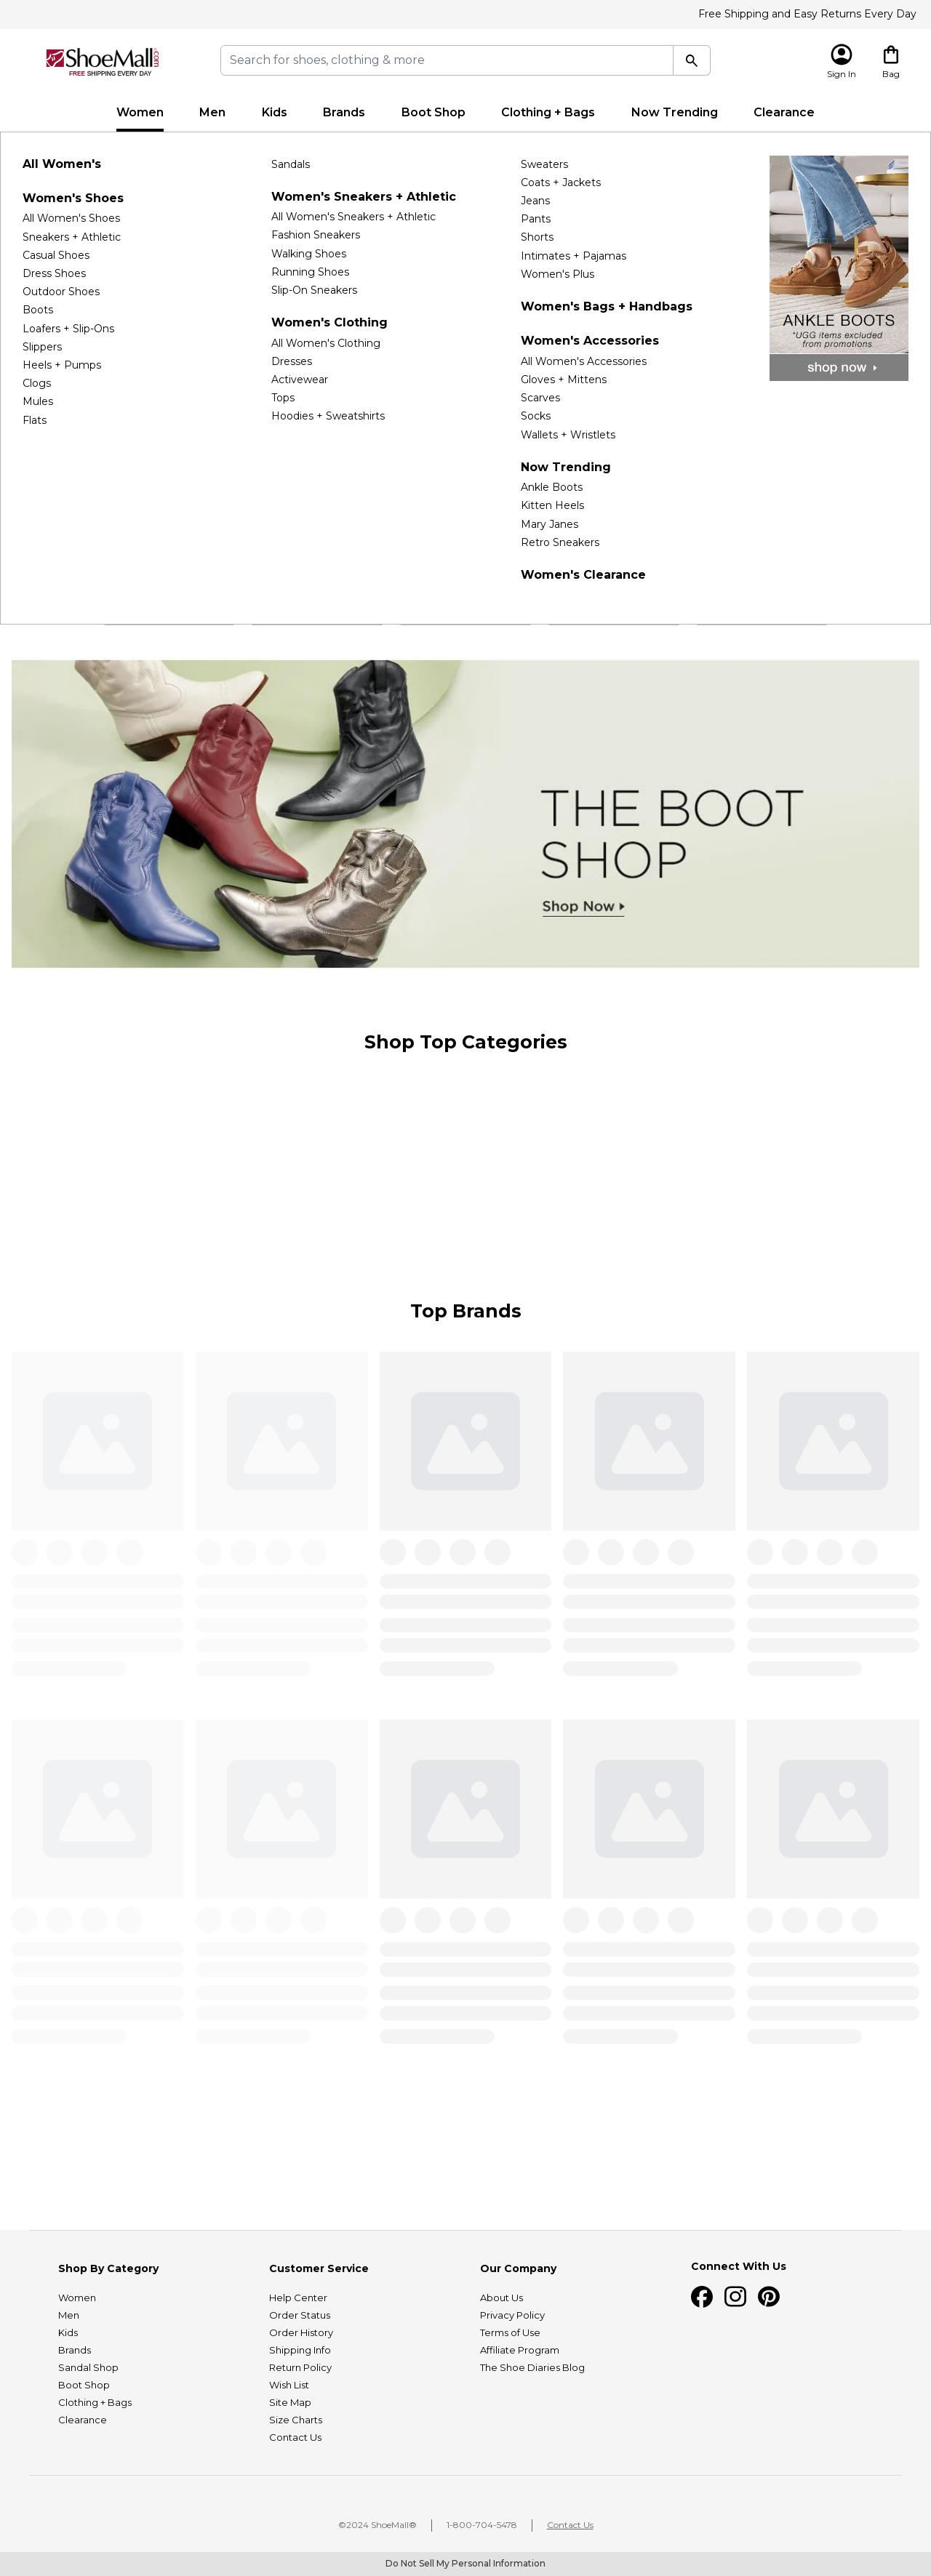 Free Shipping and Easy Returns Every Day
ShoeMall.com
FREE SHIPPING EVERY DAY
Search for shoes, clothing & more
Sign In
Bag
Women
Men
Kids
Brands
Boot Shop
Clothing + Bags
Now Trending
Clearance
All Women's
Women's Shoes
All Women's Shoes
Sneakers + Athletic
Casual Shoes
Dress Shoes
Outdoor Shoes
Boots
Loafers + Slip-Ons
Slippers
Heels + Pumps
Clogs
Mules
Flats
Sandals
Women's Sneakers + Athletic
All Women's Sneakers + Athletic
Fashion Sneakers
Walking Shoes
Running Shoes
Slip-On Sneakers
Women's Clothing
All Women's Clothing
Dresses
Activewear
Tops
Hoodies + Sweatshirts
Sweaters
Coats + Jackets
Jeans
Pants
Shorts
Intimates + Pajamas
Women's Plus
Women's Bags + Handbags
Women's Accessories
All Women's Accessories
Gloves + Mittens
Scarves
Socks
Wallets + Wristlets
Now Trending
Ankle Boots
Kitten Heels
Mary Janes
Retro Sneakers
Women's Clearance
ANKLE BOOTS
*UGG items excluded
from promotions
shop now
THE BOOT
SHOP
Shop Now
Shop Top Categories
Top Brands
Shop By Category
Women
Men
Kids
Brands
Sandal Shop
Boot Shop
Clothing + Bags
Clearance
Customer Service
Help Center
Order Status
Order History
Shipping Info
Return Policy
Wish List
Site Map
Size Charts
Contact Us
Our Company
About Us
Privacy Policy
Terms of Use
Affiliate Program
The Shoe Diaries Blog
Connect With Us
©2024 ShoeMall®
1-800-704-5478
Contact Us
Do Not Sell My Personal Information